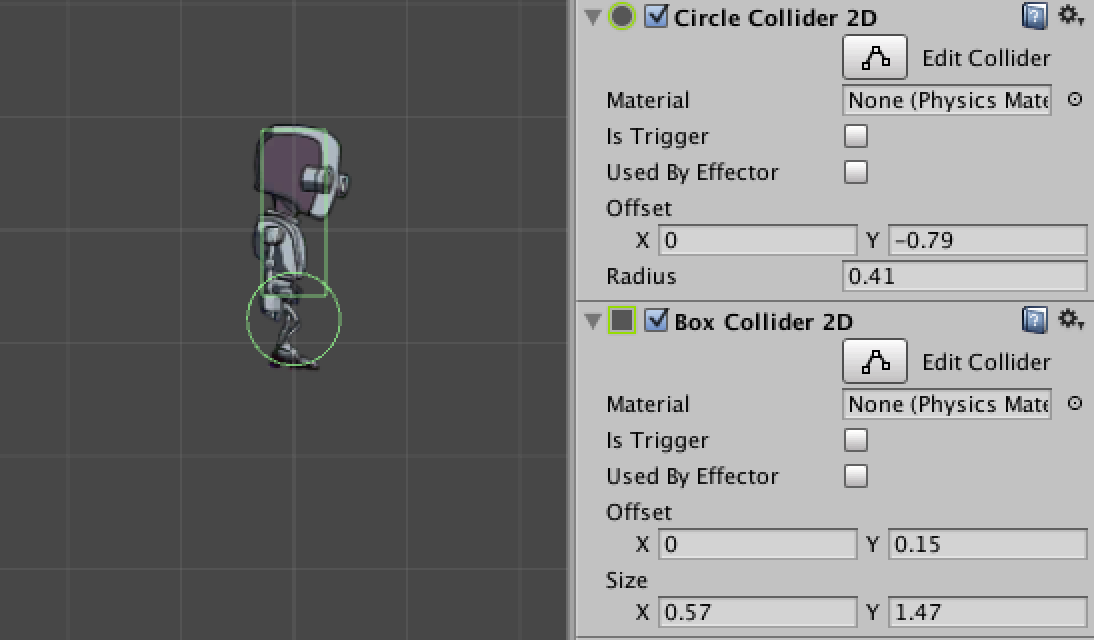 Circle Collider 2D
Edit Collider
Material None (Physics Mate
Is Trigger
Used By Effector
Offset
X 0 Y -0.79
Radius 0.41
Box Collider 2D
Edit Collider
Material None (Physics Mate
Is Trigger
Used By Effector
Offset
X 0 Y 0.15
Size
X 0.57 Y 1.47